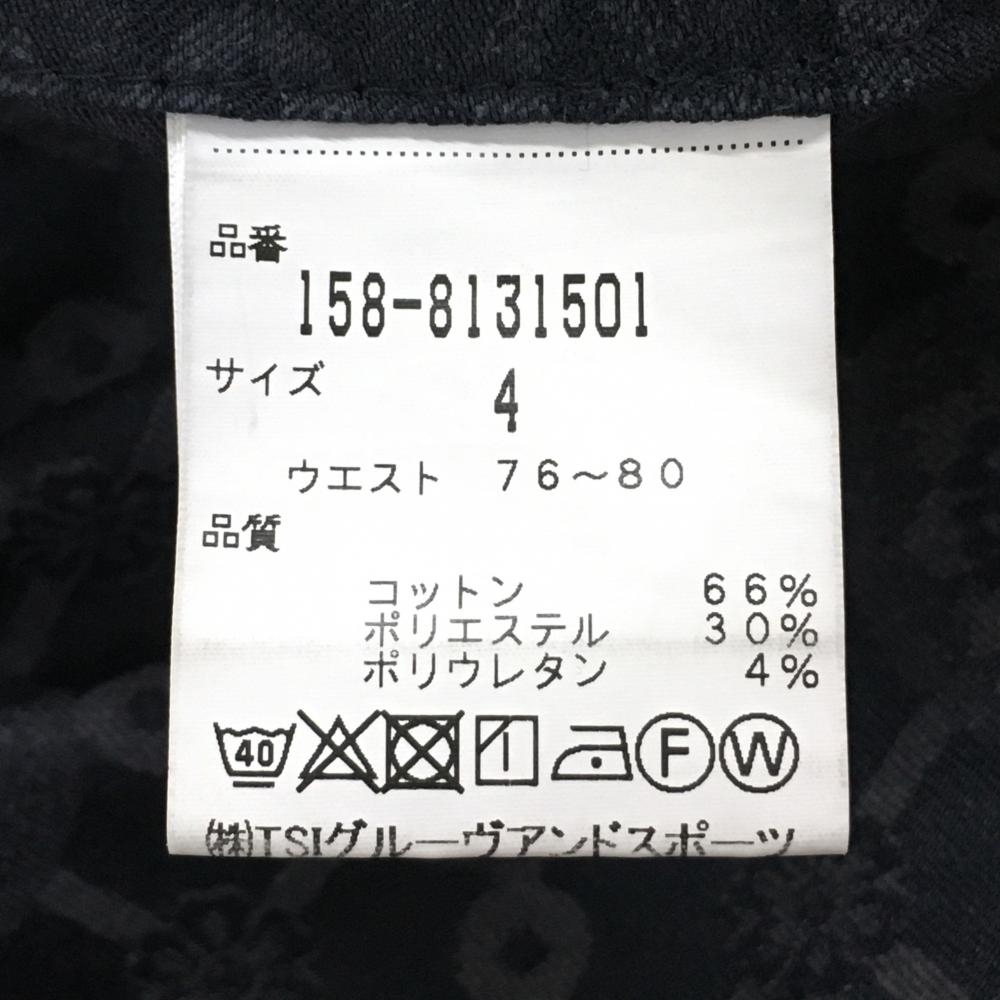 品番
158-8131501
サイズ 4
ウエスト 76～80
品質
コットン 66%
ポリエステル 30%
ポリウレタン 4%
40 F W
㈱TSIグルーヴアンドスポーツ